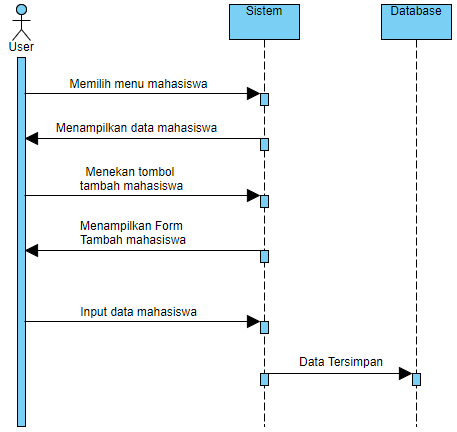 Sistem
Database
User
Memilih menu mahasiswa
Menampilkan data mahasiswa
Menekan tombol
tambah mahasiswa
Menampilkan Form
Tambah mahasiswa
Input data mahasiswa
Data Tersimpan